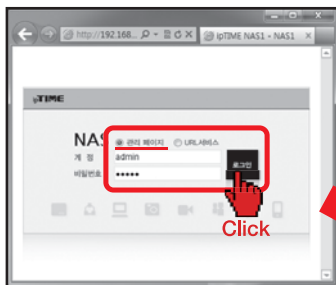 http://192.168...
ipTIME NAS1 - NAS1
ipTIME
NAS
관리 페이지 URL서비스
계 정 admin
비밀번호 •••••
로그인
Click